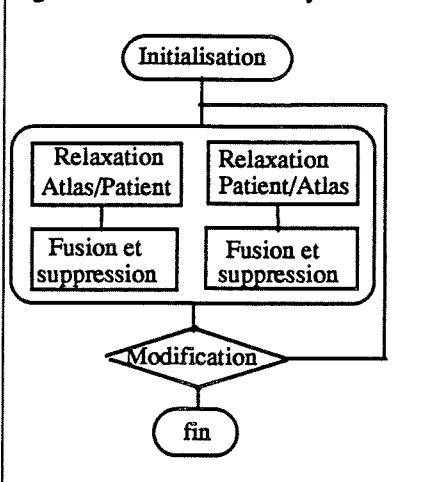 Initialisation
Relaxation
Atlas/Patient
Relaxation
Patient/Atlas
Fusion et
suppression
Fusion et
suppression
Modification
fin